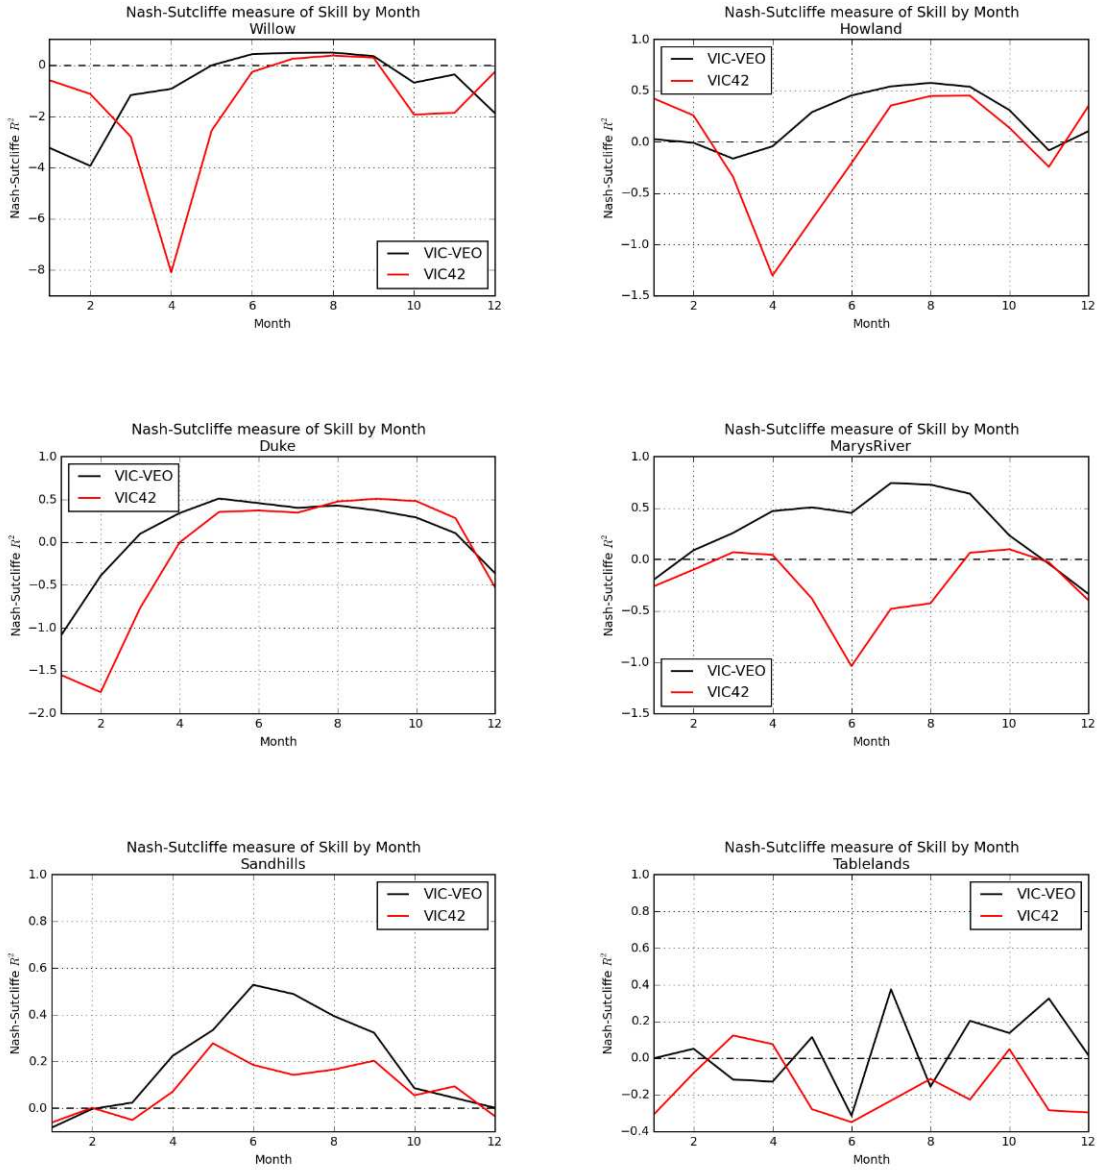 Nash-Sutcliffe measure of Skill by Month
Willow
0
−2
−4
−6
−8
Nash-Sutcliffe R²
VIC-VEO
VIC42
2 4 6 8 10 12
Month
Nash-Sutcliffe measure of Skill by Month
Howland
1.0
0.5
0.0
−0.5
−1.0
−1.5
Nash-Sutcliffe R²
VIC-VEO
VIC42
2 4 6 8 10 12
Month
Nash-Sutcliffe measure of Skill by Month
Duke
1.0
0.5
0.0
−0.5
−1.0
−1.5
−2.0
Nash-Sutcliffe R²
VIC-VEO
VIC42
2 4 6 8 10 12
Month
Nash-Sutcliffe measure of Skill by Month
MarysRiver
1.0
0.5
0.0
−0.5
−1.0
−1.5
Nash-Sutcliffe R²
VIC-VEO
VIC42
2 4 6 8 10 12
Month
Nash-Sutcliffe measure of Skill by Month
Sandhills
1.0
0.8
0.6
0.4
0.2
0.0
Nash-Sutcliffe R²
VIC-VEO
VIC42
2 4 6 8 10 12
Month
Nash-Sutcliffe measure of Skill by Month
Tablelands
1.0
0.8
0.6
0.4
0.2
0.0
−0.2
−0.4
Nash-Sutcliffe R²
VIC-VEO
VIC42
2 4 6 8 10 12
Month